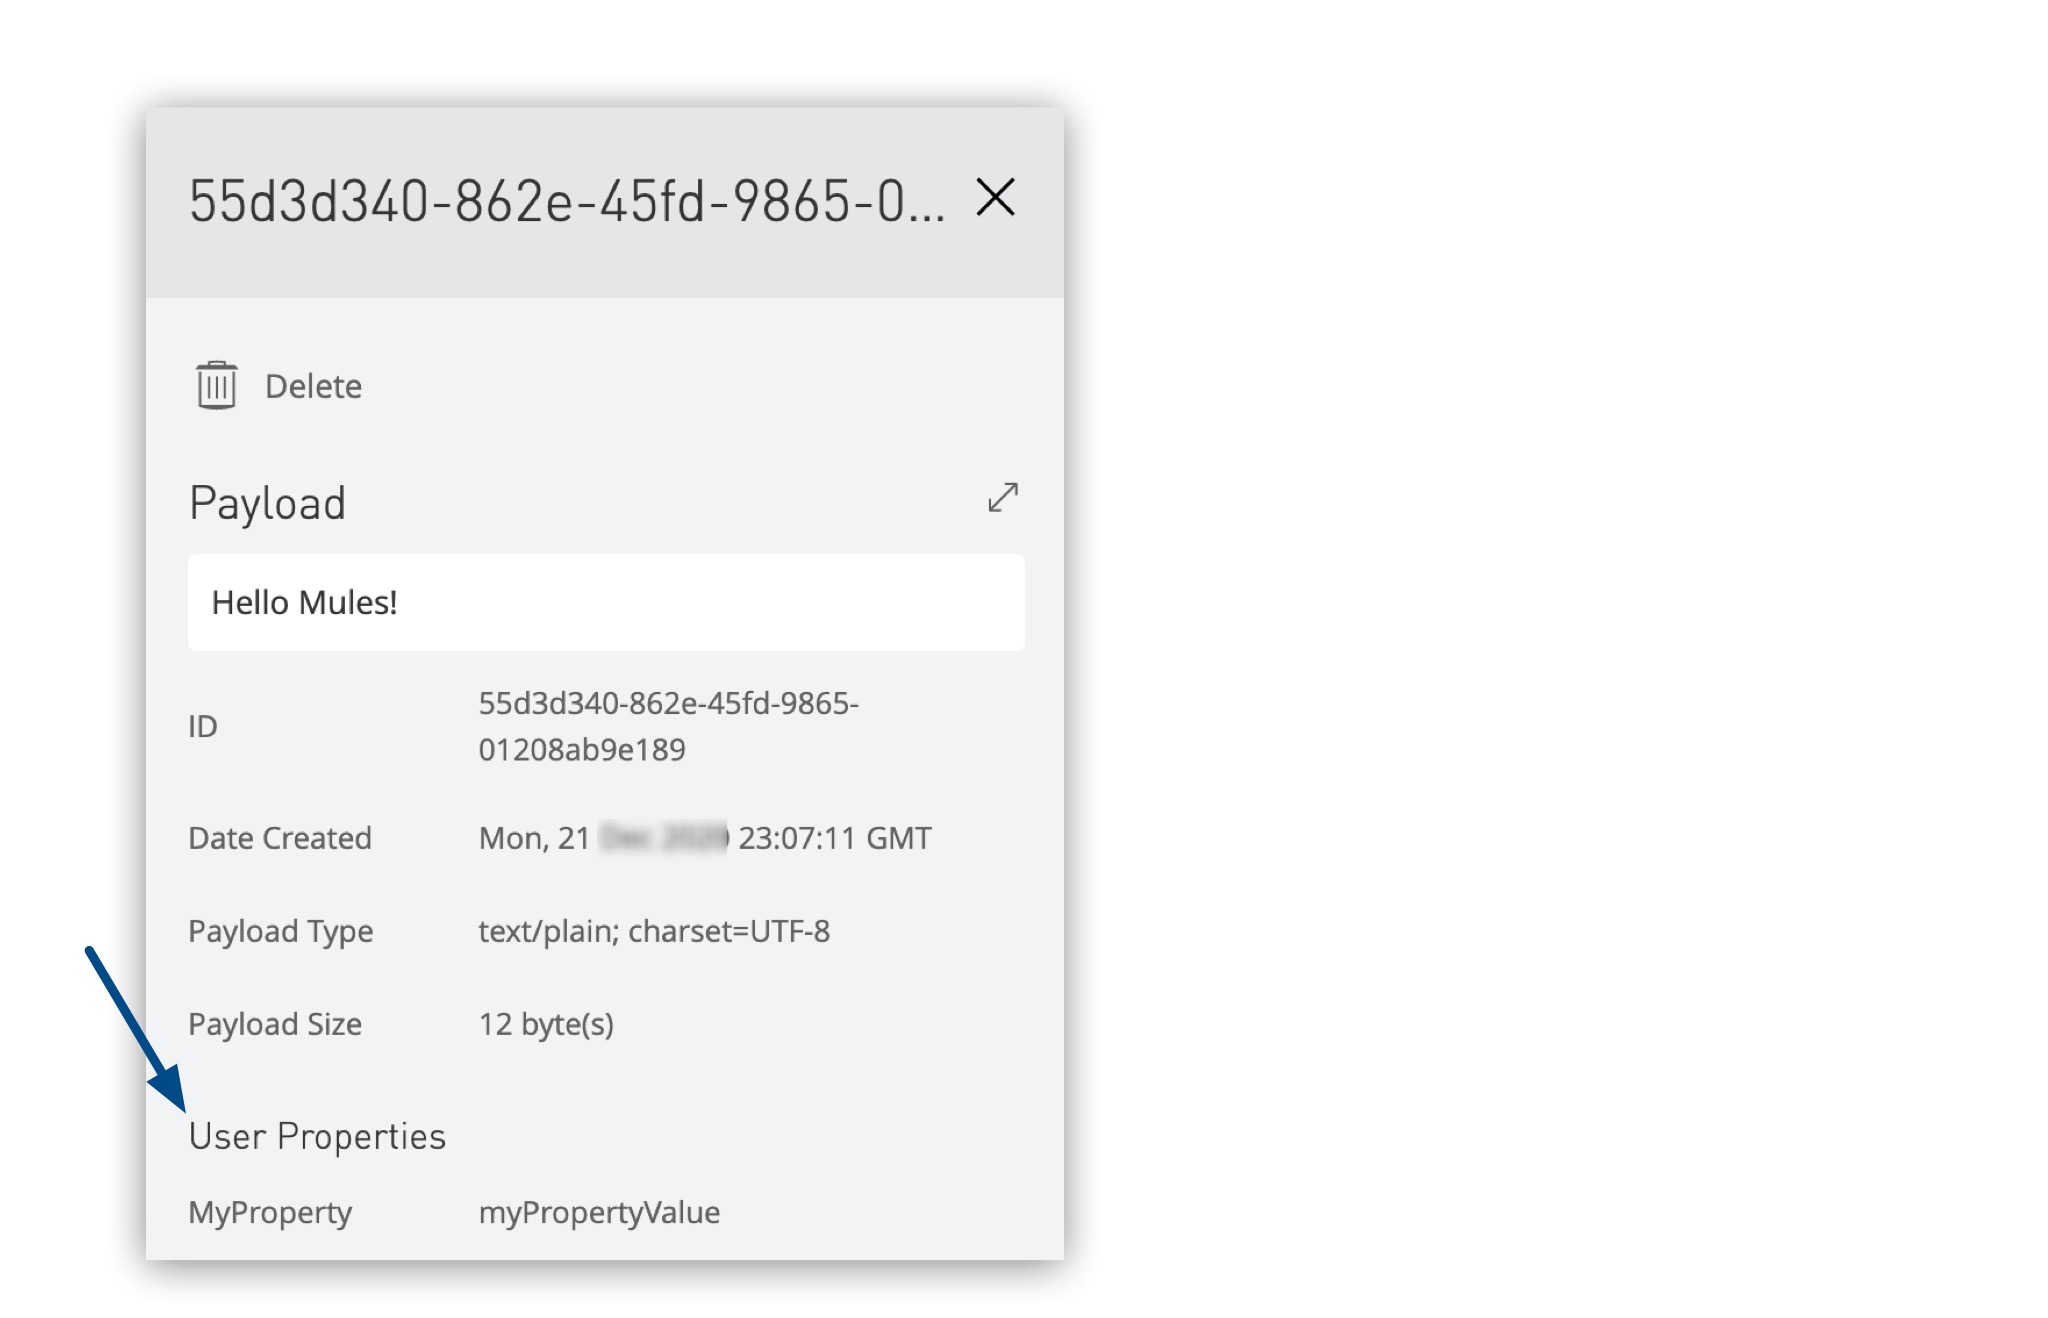 55d3d340-862e-45fd-9865-0...
Delete
Payload
Hello Mules!
ID 55d3d340-862e-45fd-9865-
01208ab9e189
Date Created Mon, 21 23:07:11 GMT
Payload Type text/plain; charset=UTF-8
Payload Size 12 byte(s)
User Properties
MyProperty myPropertyValue